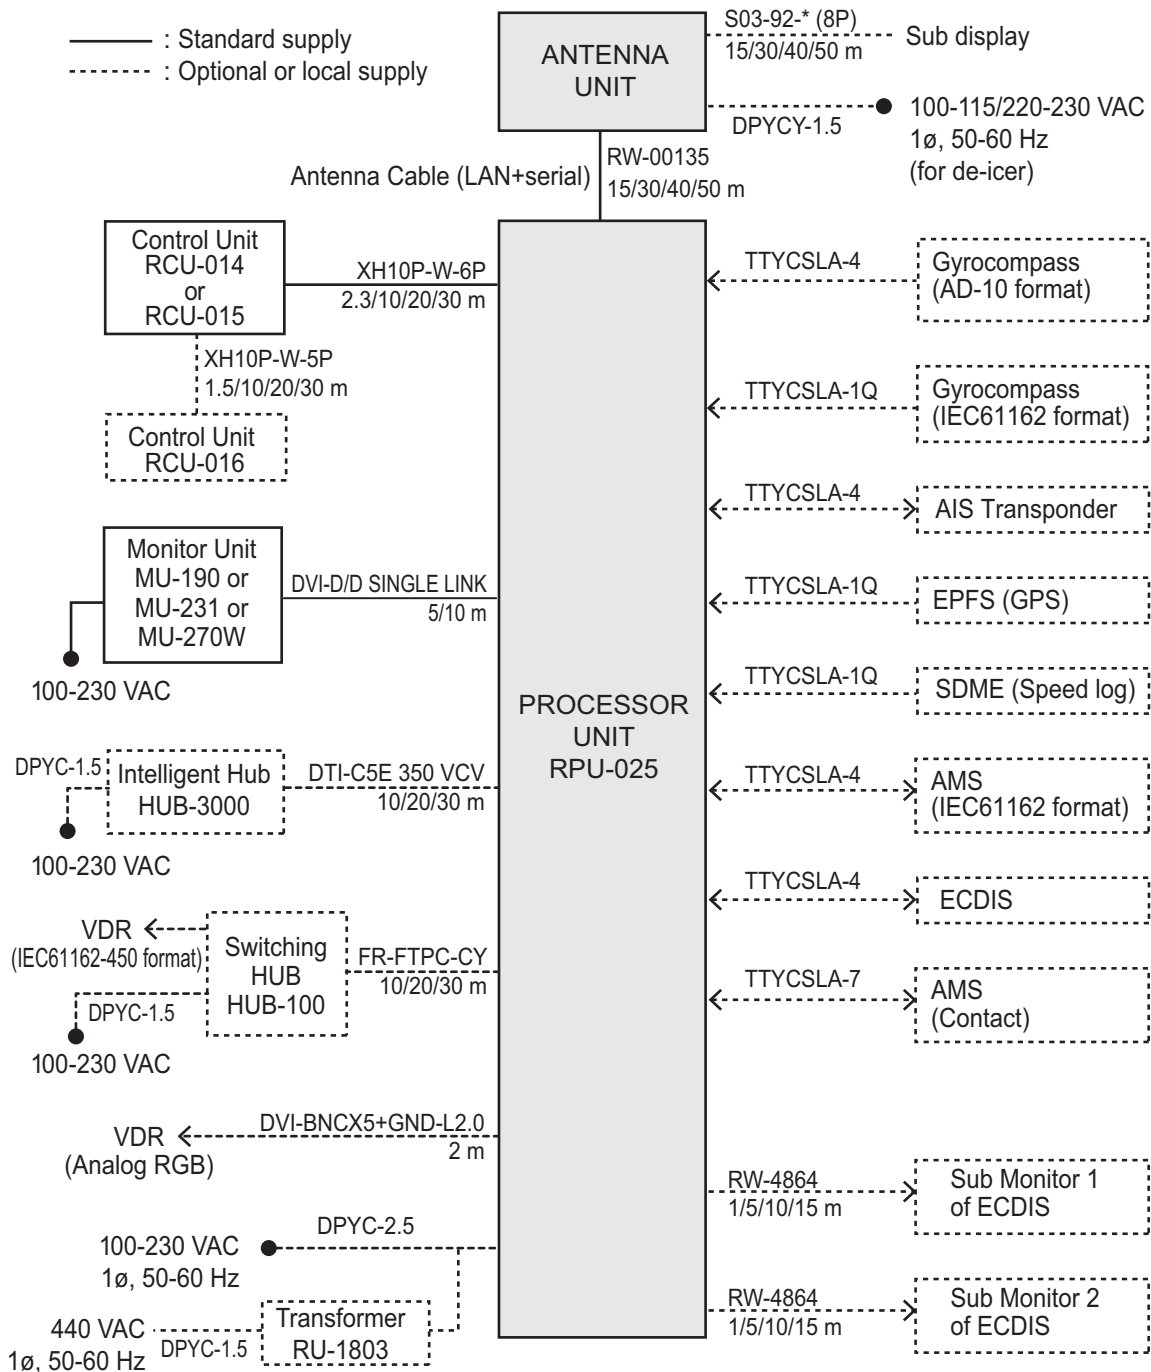 : Standard supply
: Optional or local supply
ANTENNA
UNIT
S03-92-* (8P)
15/30/40/50 m
Sub display
DPYCY-1.5
100-115/220-230 VAC
1ø, 50-60 Hz
(for de-icer)
Antenna Cable (LAN+serial)
RW-00135
15/30/40/50 m
Control Unit
RCU-014
or
RCU-015
XH10P-W-6P
2.3/10/20/30 m
XH10P-W-5P
1.5/10/20/30 m
Control Unit
RCU-016
Monitor Unit
MU-190 or
MU-231 or
MU-270W
DVI-D/D SINGLE LINK
5/10 m
100-230 VAC
DPYC-1.5
Intelligent Hub
HUB-3000
DTI-C5E 350 VCV
10/20/30 m
100-230 VAC
VDR
(IEC61162-450 format)
Switching
HUB
HUB-100
FR-FTPC-CY
10/20/30 m
DPYC-1.5
100-230 VAC
VDR
(Analog RGB)
DVI-BNCX5+GND-L2.0
2 m
100-230 VAC
1ø, 50-60 Hz
DPYC-2.5
440 VAC
1ø, 50-60 Hz
DPYC-1.5
Transformer
RU-1803
PROCESSOR
UNIT
RPU-025
TTYCSLA-4
Gyrocompass
(AD-10 format)
TTYCSLA-1Q
Gyrocompass
(IEC61162 format)
TTYCSLA-4
AIS Transponder
TTYCSLA-1Q
EPFS (GPS)
TTYCSLA-1Q
SDME (Speed log)
TTYCSLA-4
AMS
(IEC61162 format)
TTYCSLA-4
ECDIS
TTYCSLA-7
AMS
(Contact)
RW-4864
1/5/10/15 m
Sub Monitor 1
of ECDIS
RW-4864
1/5/10/15 m
Sub Monitor 2
of ECDIS